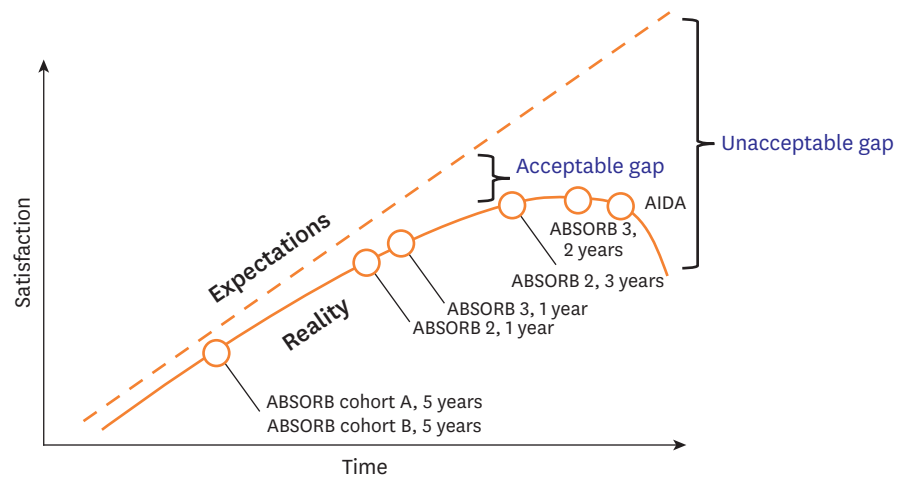 Unacceptable gap
Acceptable gap
AIDA
ABSORB 3,
2 years
ABSORB 2, 3 years
Expectations
Satisfaction
ABSORB 3, 1 year
Reality
ABSORB 2, 1 year
ABSORB cohort A, 5 years
ABSORB cohort B, 5 years
Time